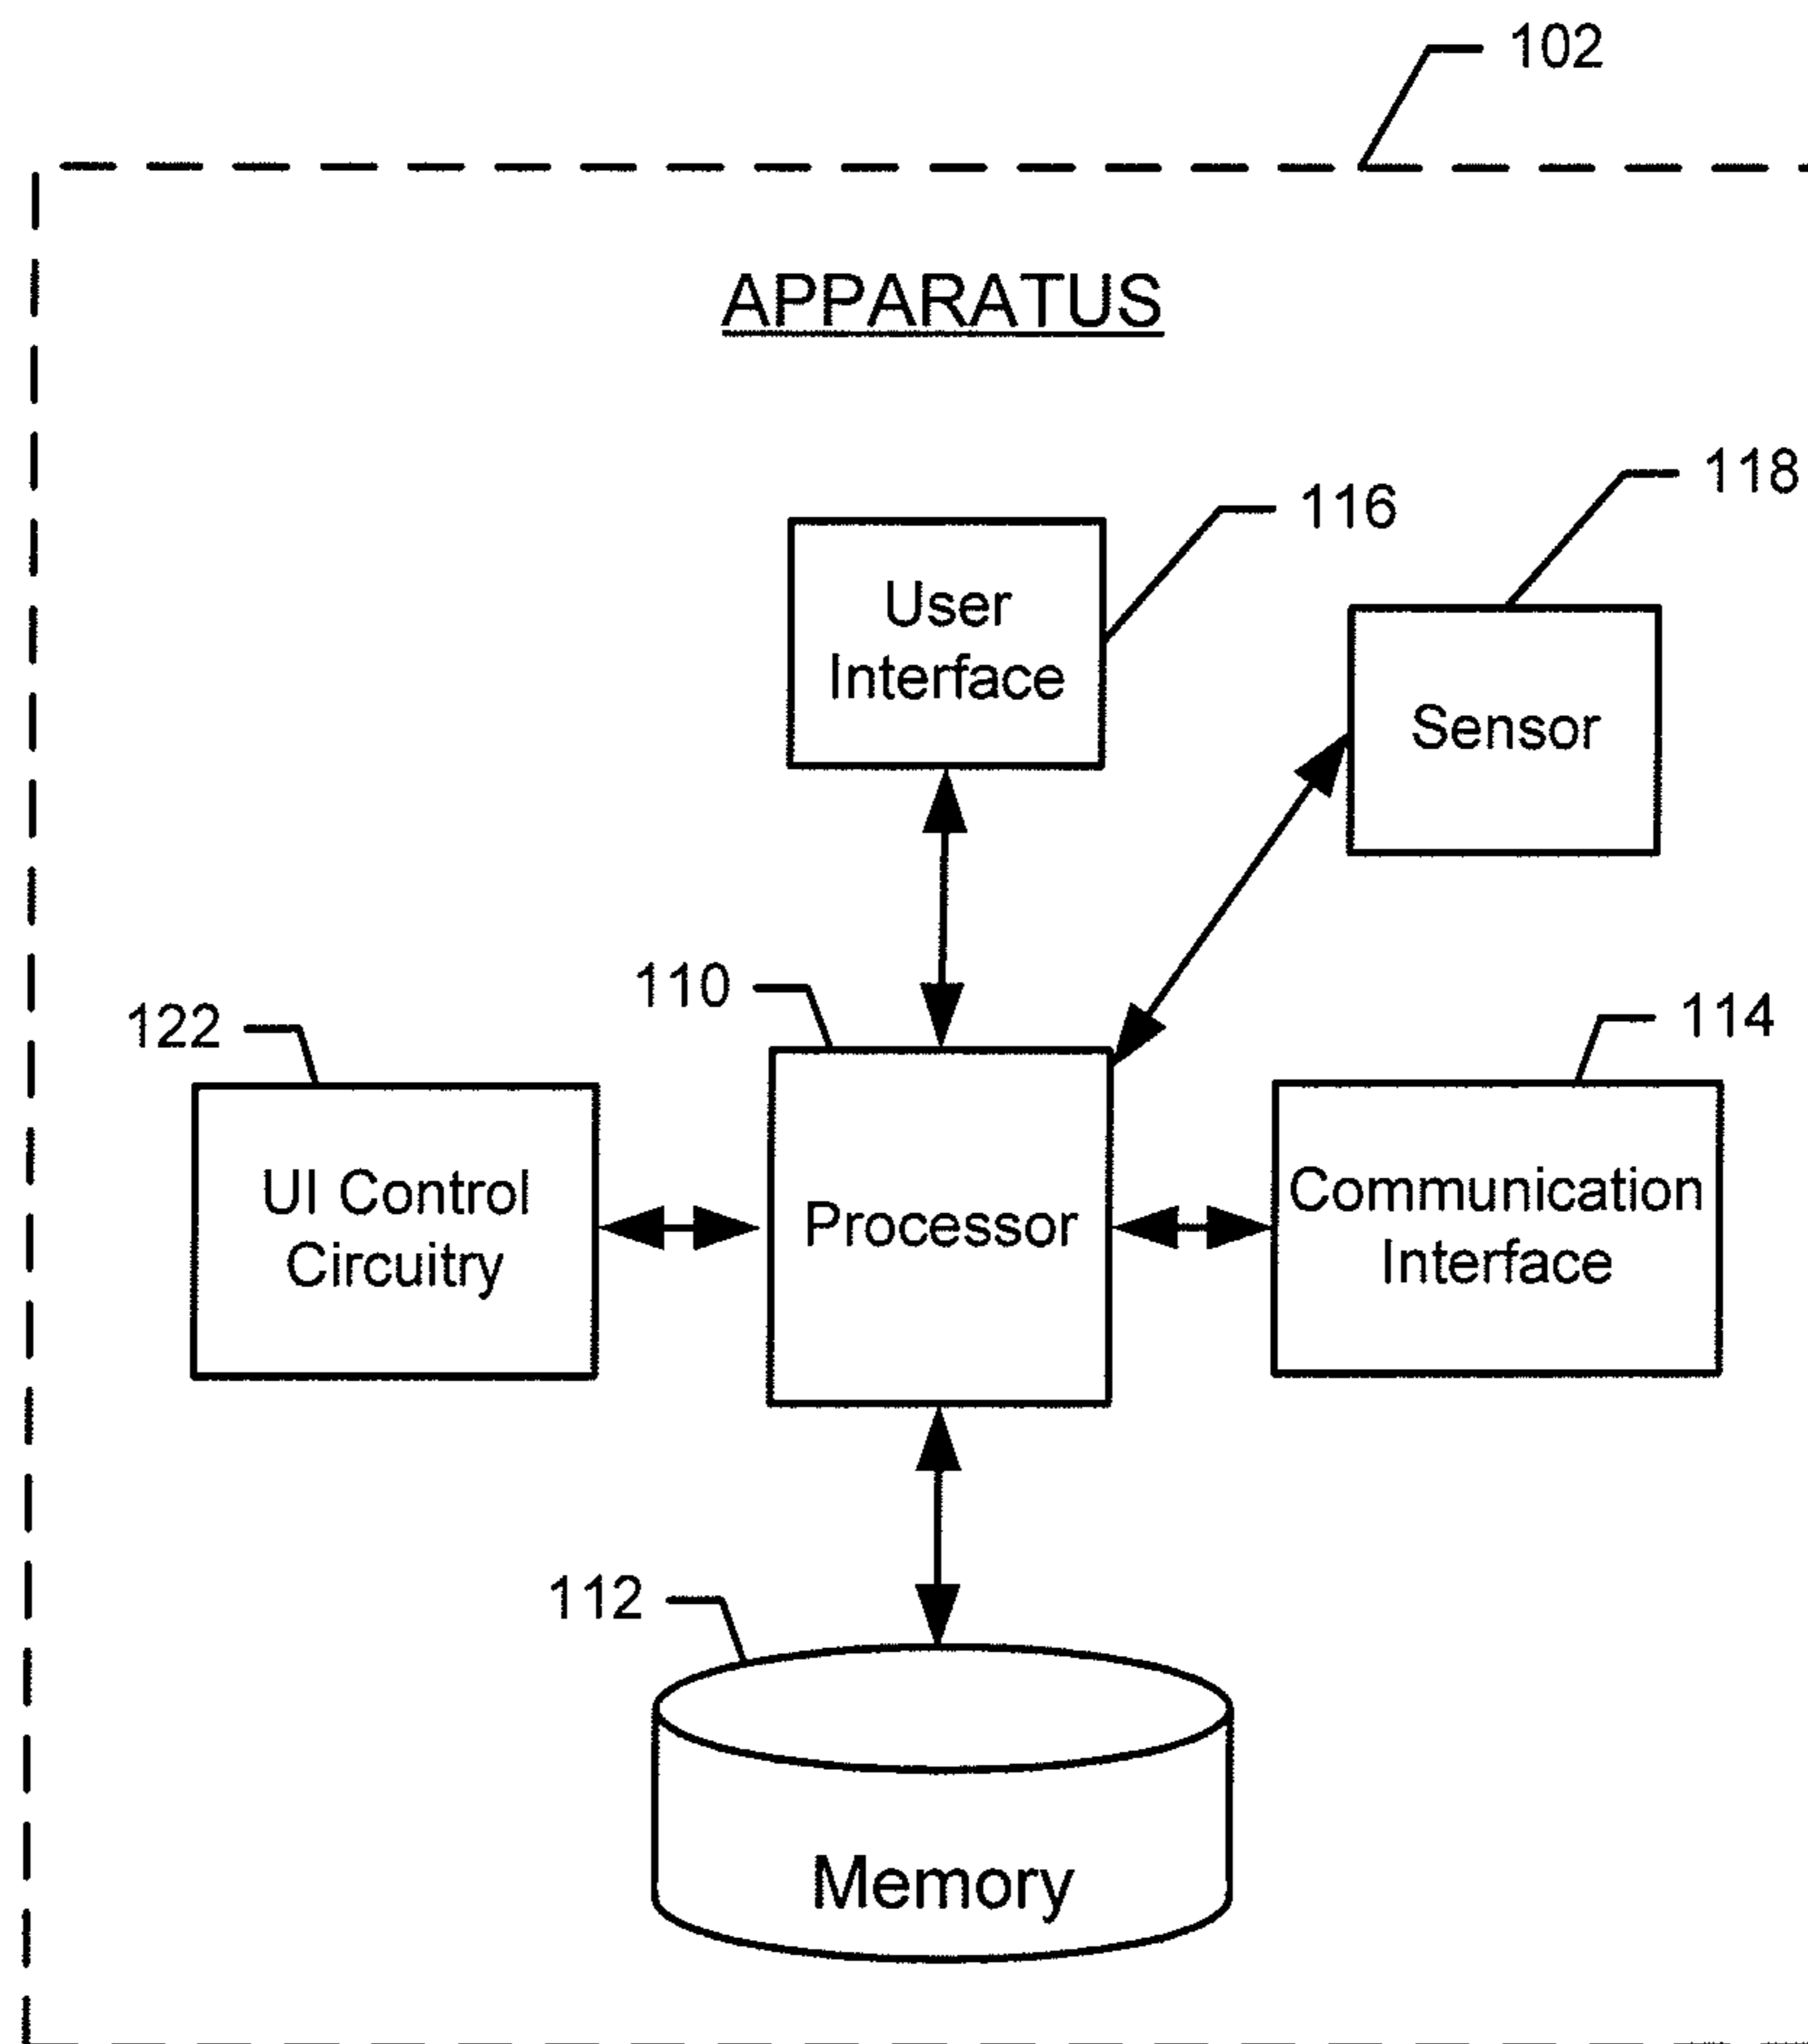 102
APPARATUS
118
116
User
Interface
Sensor
110
122
114
UI Control
Circuitry
Processor
Communication
Interface
112
Memory